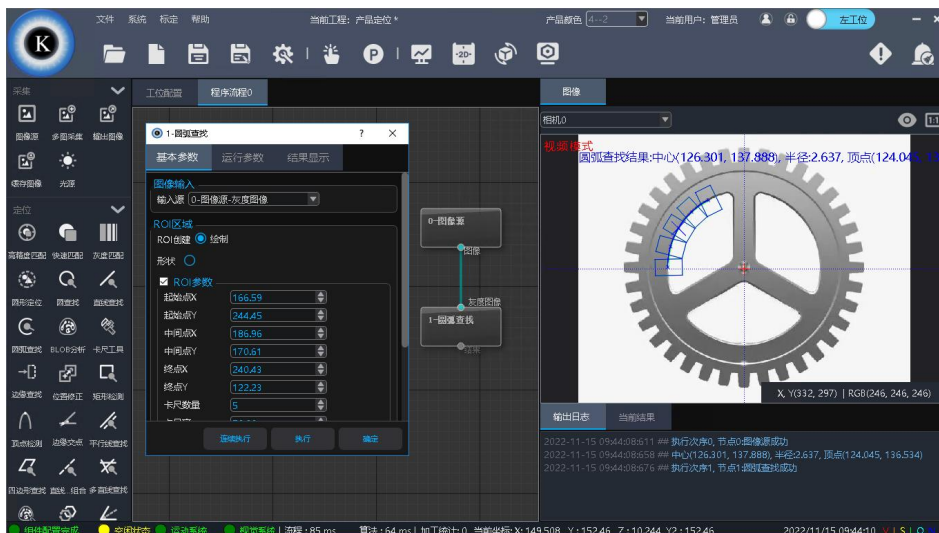 文件 系统 标定 帮助
当前工程: 产品定位 *
产品颜色 4--2
当前用户: 管理员
左工位
K
P
-2D-
采集
图像源 多图采集 输出图像
缓存图像 光源
定位
高精度匹配 快速匹配 灰度匹配
圆形定位 圆查找 直线查找
圆弧查找 BLOB分析 卡尺工具
边缘查找 位置修正 矩形检测
顶点检测 边缘交点 平行线查找
四边形查找 直线..组合 多直线查找
工位配置 程序流程0
1-圆弧查找 ? ×
基本参数 运行参数 结果显示
图像输入
输入源 0-图像源-灰度图像
ROI区域
ROI创建 绘制
形状
ROI参数
起始点X 166.59
起始点Y 244.45
中间点X 186.96
中间点Y 170.61
终点X 240.43
终点Y 122.23
卡尺数量 5
连续执行 执行 确定
0-图像源
图像
灰度图像
1-圆弧查找
结果
图像
相机0
1:1
视频模式
圆弧查找结果:中心(126.301, 137.888), 半径:2.637, 顶点(124.045, 13
X, Y(332, 297) | RGB(246, 246, 246)
输出日志 当前结果
2022-11-15 09:44:08:611 ## 执行次序0, 节点0:图像源成功
2022-11-15 09:44:08:658 ## 中心(126.301, 137.888), 半径:2.637, 顶点(124.045, 136.534)
2022-11-15 09:44:08:676 ## 执行次序1, 节点1:圆弧查找成功
组件配置完成 空闲状态 运动系统 视觉系统 | 流程 : 85 ms 算法 : 64 ms | 加工统计: 0 当前坐标: X: 149.508 Y : 152.46 Z : 10.244 Y2 : 152.46 2022/11/15 09:44:10 V | S | O